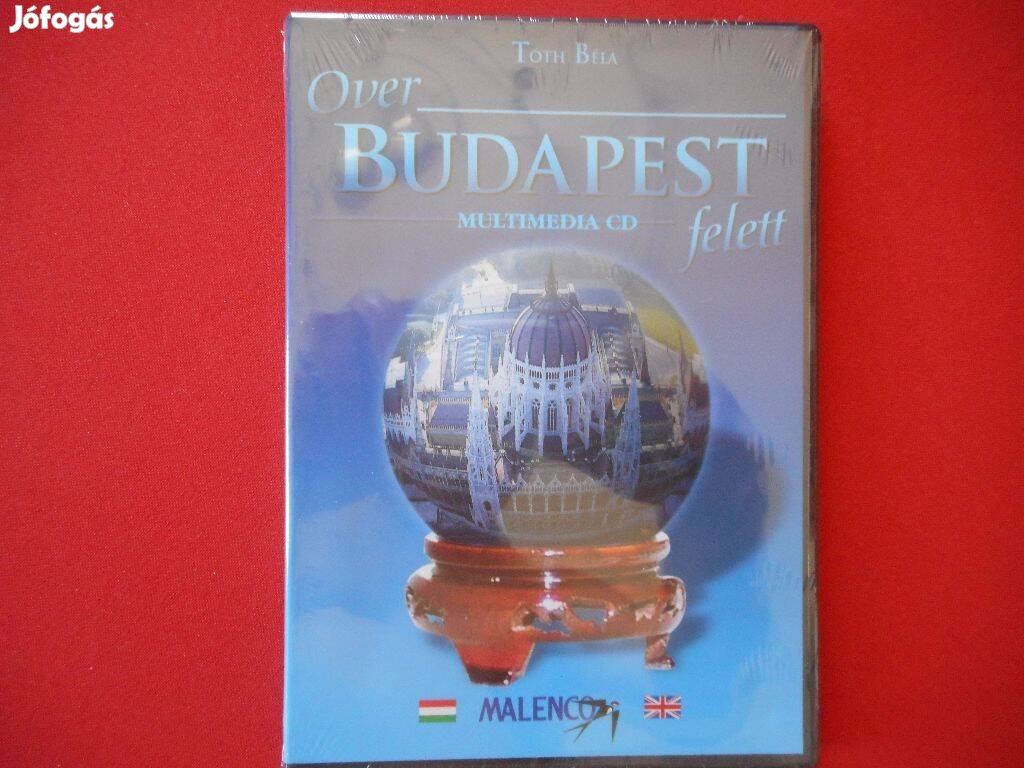 Jófogás
TÓTH BÉLA
Over
BUDAPEST
MULTIMEDIA CD
felett
MALENCO